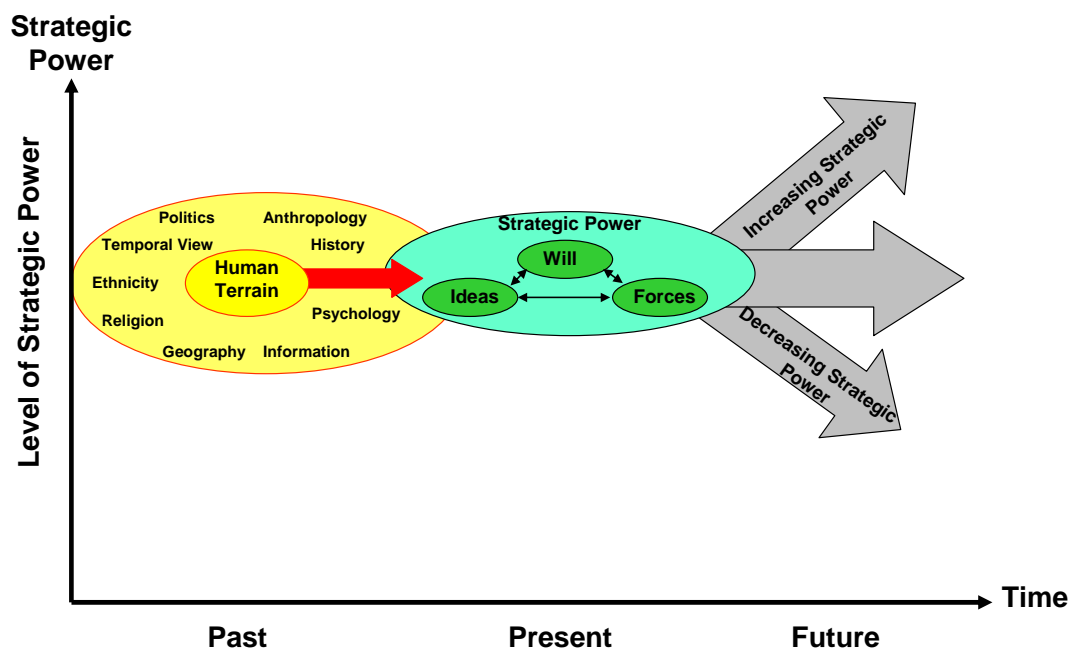 Strategic
Power
Level of Strategic Power
Politics
Anthropology
Temporal View
History
Human
Terrain
Ethnicity
Religion
Psychology
Geography
Information
Strategic Power
Will
Ideas
Forces
Increasing Strategic
Power
Decreasing Strategic
Power
Time
Past
Present
Future